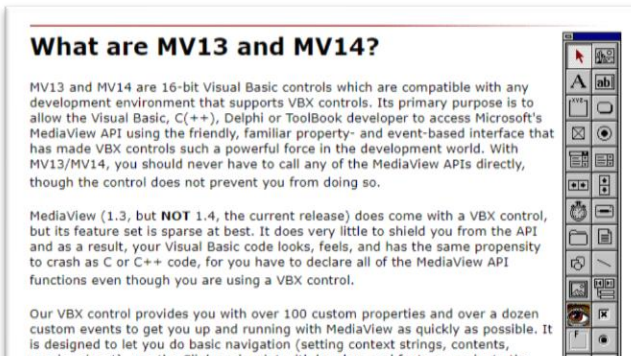 What are MV13 and MV14?
MV13 and MV14 are 16-bit Visual Basic controls which are compatible with any
development environment that supports VBX controls. Its primary purpose is to
allow the Visual Basic, C(++), Delphi or ToolBook developer to access Microsoft's
MediaView API using the friendly, familiar property- and event-based interface that
has made VBX controls such a powerful force in the development world. With
MV13/MV14, you should never have to call any of the MediaView APIs directly,
though the control does not prevent you from doing so.
MediaView (1.3, but NOT 1.4, the current release) does come with a VBX control,
but its feature set is sparse at best. It does very little to shield you from the API
and as a result, your Visual Basic code looks, feels, and has the same propensity
to crash as C or C++ code, for you have to declare all of the MediaView API
functions even though you are using a VBX control.
Our VBX control provides you with over 100 custom properties and over a dozen
custom events to get you up and running with MediaView as quickly as possible. It
is designed to let you do basic navigation (setting context strings, contents,
A
ab